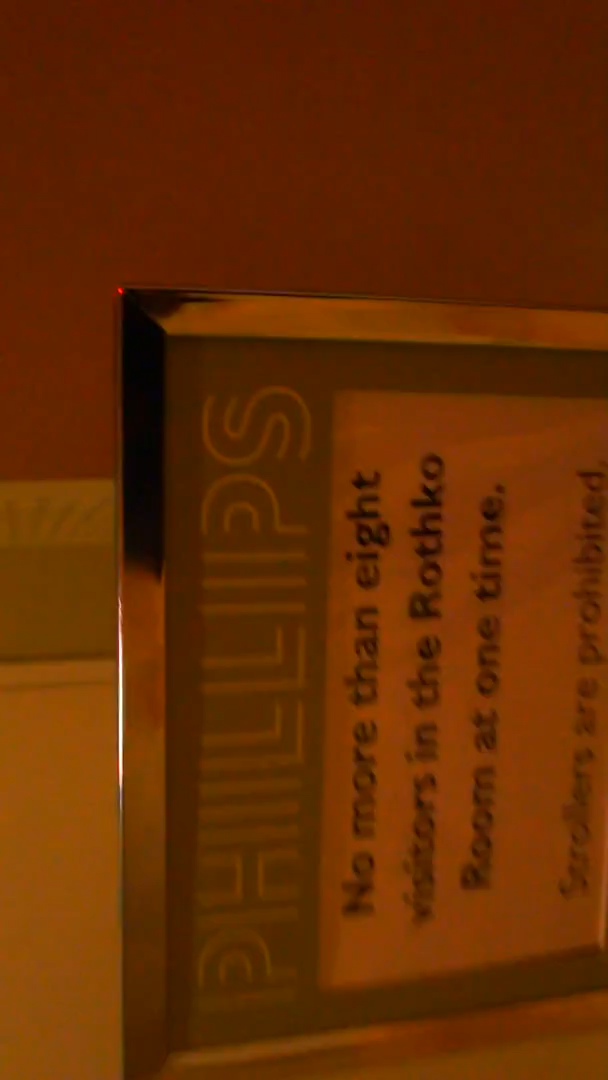 PHILLIPS
No more than eight
visitors in the Rothko
Room at one time.
Strollers are prohibited.